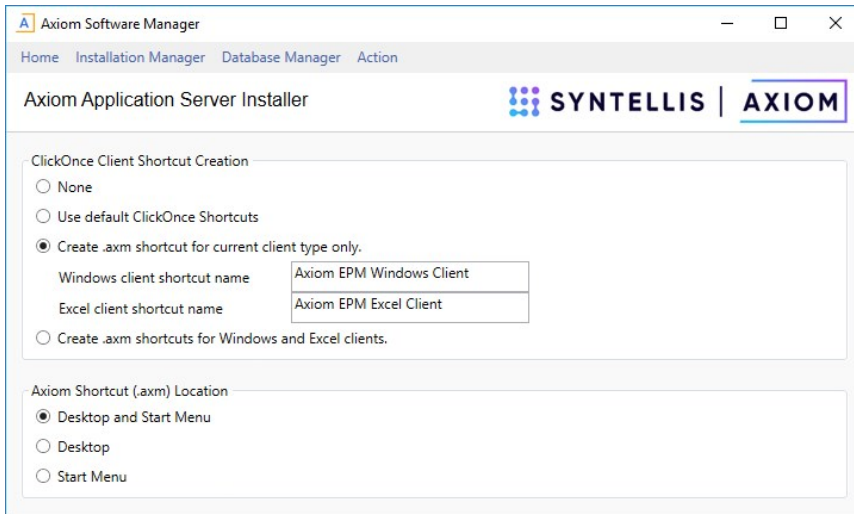 A Axiom Software Manager
Home Installation Manager Database Manager Action
Axiom Application Server Installer
SYNTELLIS | AXIOM
ClickOnce Client Shortcut Creation
None
Use default ClickOnce Shortcuts
Create .axm shortcut for current client type only.
Windows client shortcut name Axiom EPM Windows Client
Excel client shortcut name Axiom EPM Excel Client
Create .axm shortcuts for Windows and Excel clients.
Axiom Shortcut (.axm) Location
Desktop and Start Menu
Desktop
Start Menu